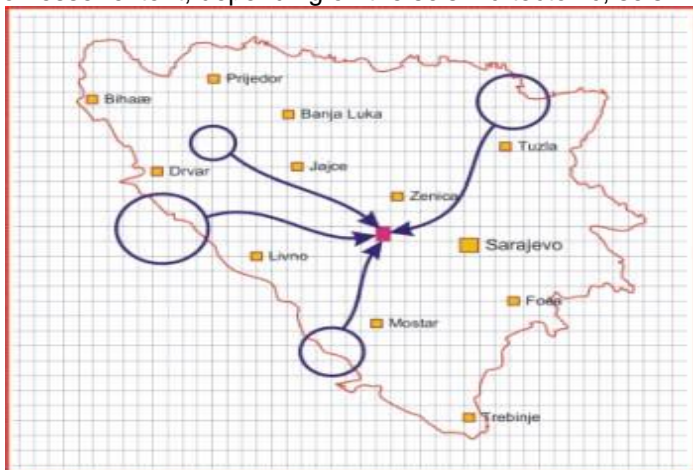 Prijedor
Bihaæ
Banja Luka
Tuzla
Jajce
Drvar
Zenica
Sarajevo
Livno
Foèa
Mostar
Trebinje